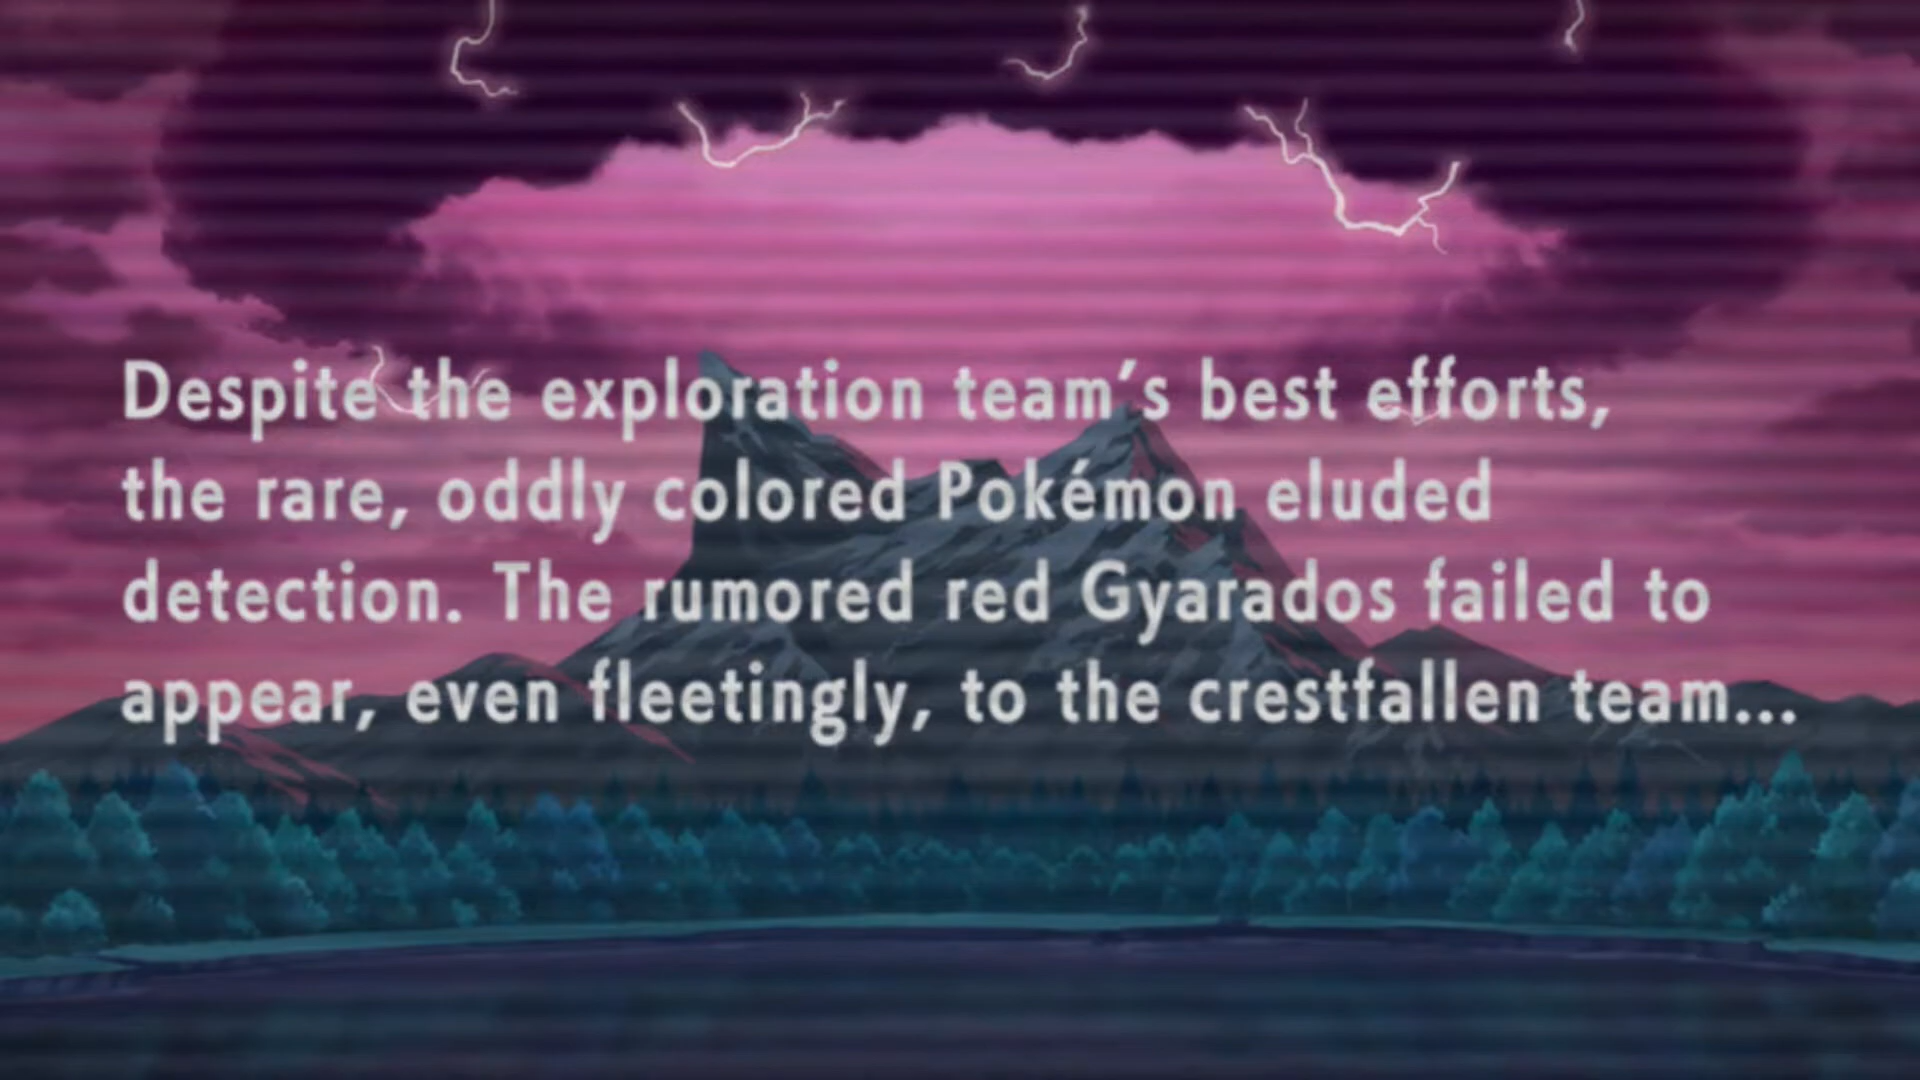 Despite the exploration team’s best efforts,
the rare, oddly colored Pokémon eluded
detection. The rumored red Gyarados failed to
appear, even fleetingly, to the crestfallen team...